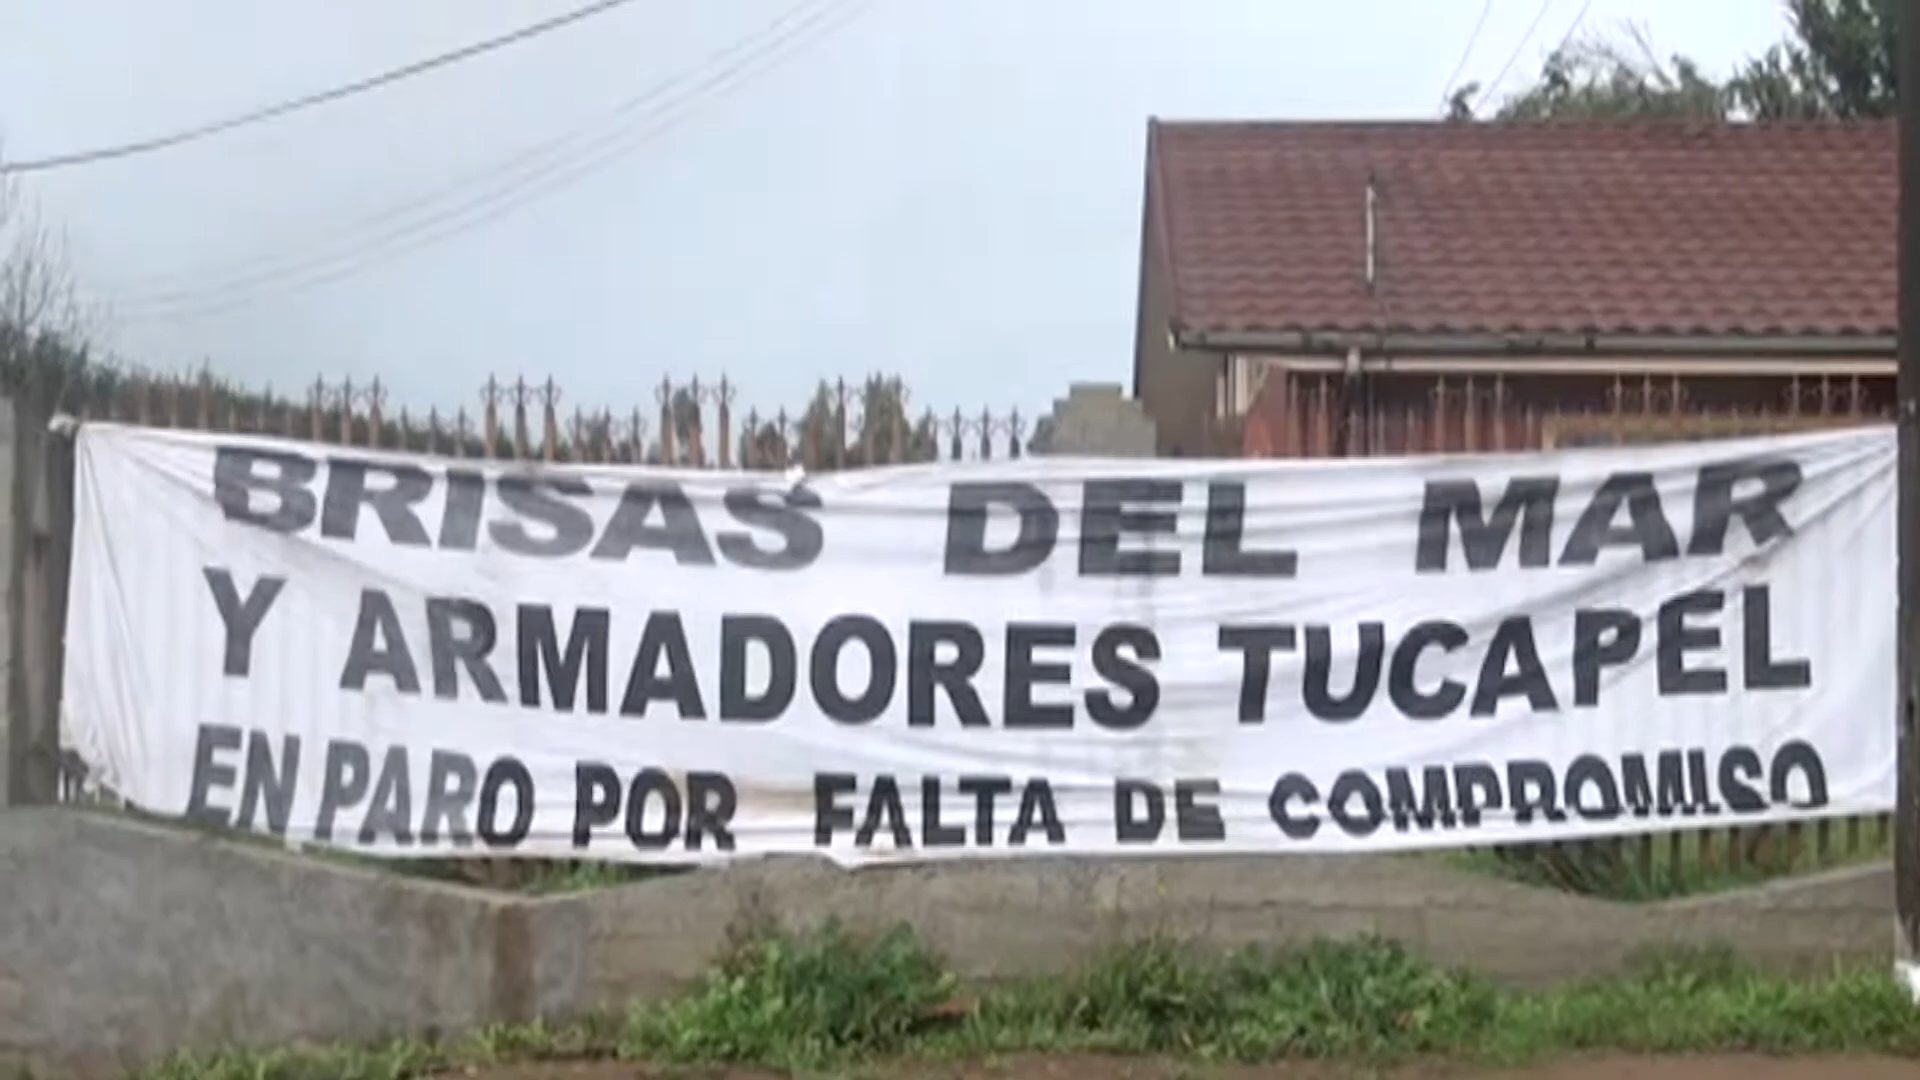 BRISAS DEL MAR
Y ARMADORES TUCAPEL
EN PARO POR FALTA DE COMPROMISO